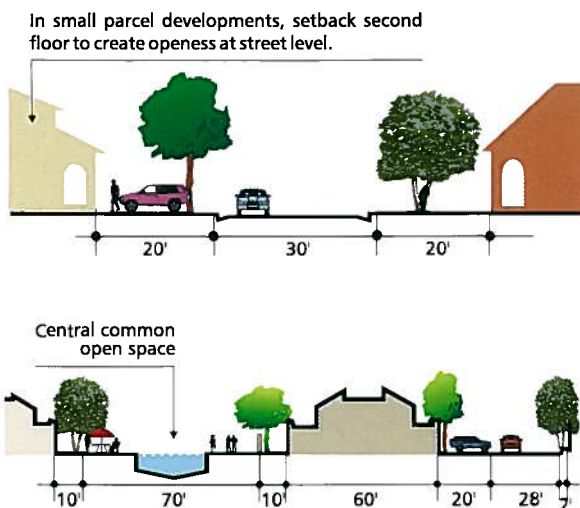 In small parcel developments, setback second
floor to create openess at street level.
20' 30' 20'
Central common
open space
10' 70' 10' 60' 20' 28' 7'